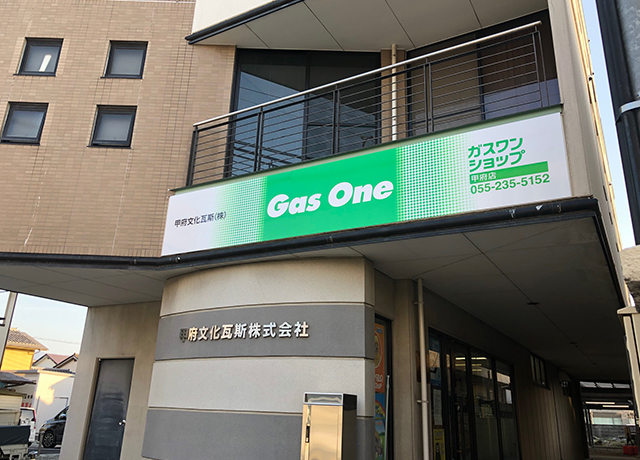 甲府文化瓦斯(株)
Gas One
ガスワン
ショップ
甲府店
055-235-5152
甲府文化瓦斯株式会社